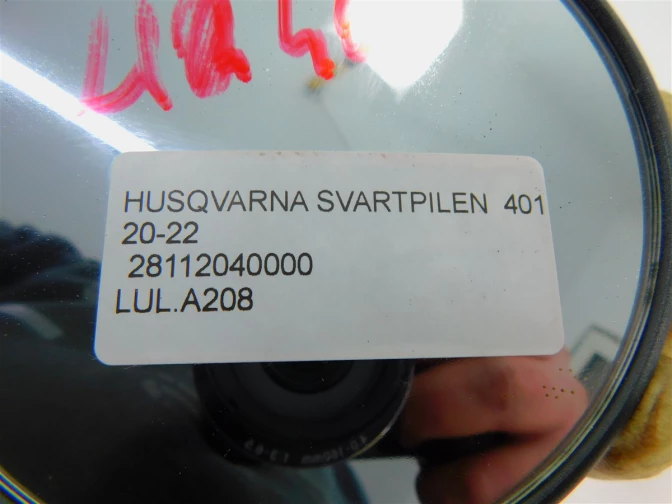 HUSQVARNA SVARTPILEN 401
20-22
28112040000
LUL.A208